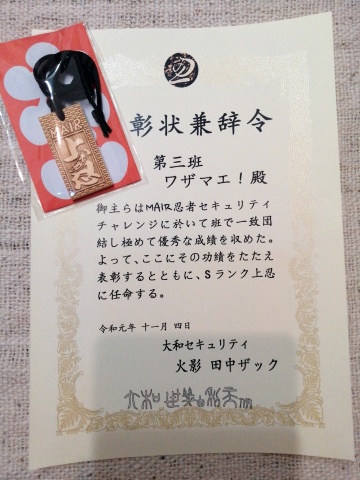 彰状兼辞令
第三班
ワザマエ!殿
御主らはMAIR忍者セキュリティ
チャレンジに於いて班で一致団
結し極めて優秀な成績を収めた。
よって、ここにその功績をたたえ
表彰するとともに、Sランク上忍
に任命する。
令和元年 十一月 四日
大和セキュリティ
火影 田中ザック